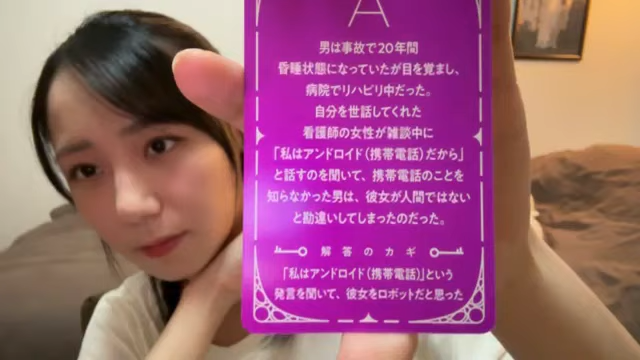 A
男は事故で20年間
昏睡状態になっていたが目を覚まし、
病院でリハビリ中だった。
自分を世話してくれた
看護師の女性が雑談中に
「私はアンドロイド(携帯電話)だから」
と話すのを聞いて、携帯電話のことを
知らなかった男は、彼女が人間ではない
と勘違いしてしまったのだった。
解答のカギ
「私はアンドロイド(携帯電話)」という
発言を聞いて、彼女をロボットだと思った